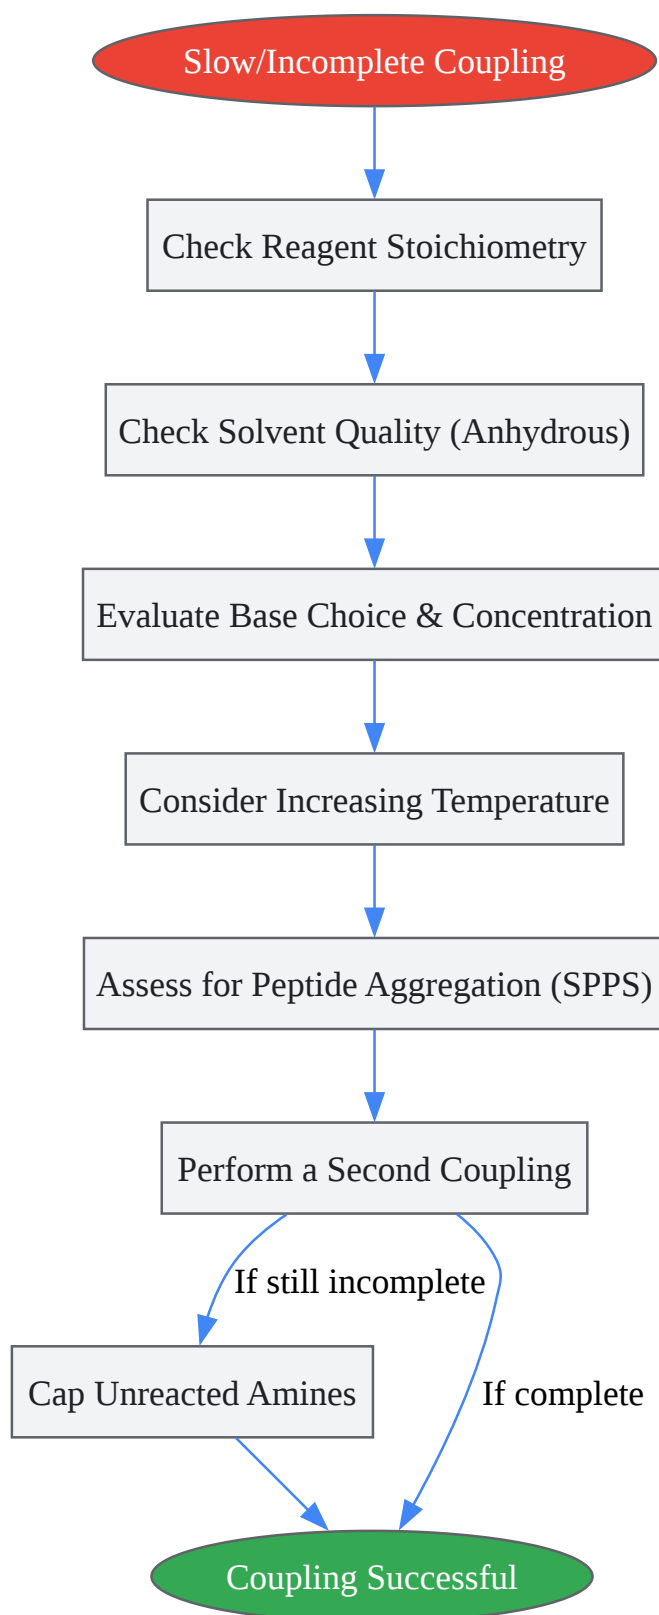 Slow/Incomplete Coupling
Check Reagent Stoichiometry
Check Solvent Quality (Anhydrous)
Evaluate Base Choice & Concentration
Consider Increasing Temperature
Assess for Peptide Aggregation (SPPS)
Perform a Second Coupling
If still incomplete
Cap Unreacted Amines
If complete
Coupling Successful